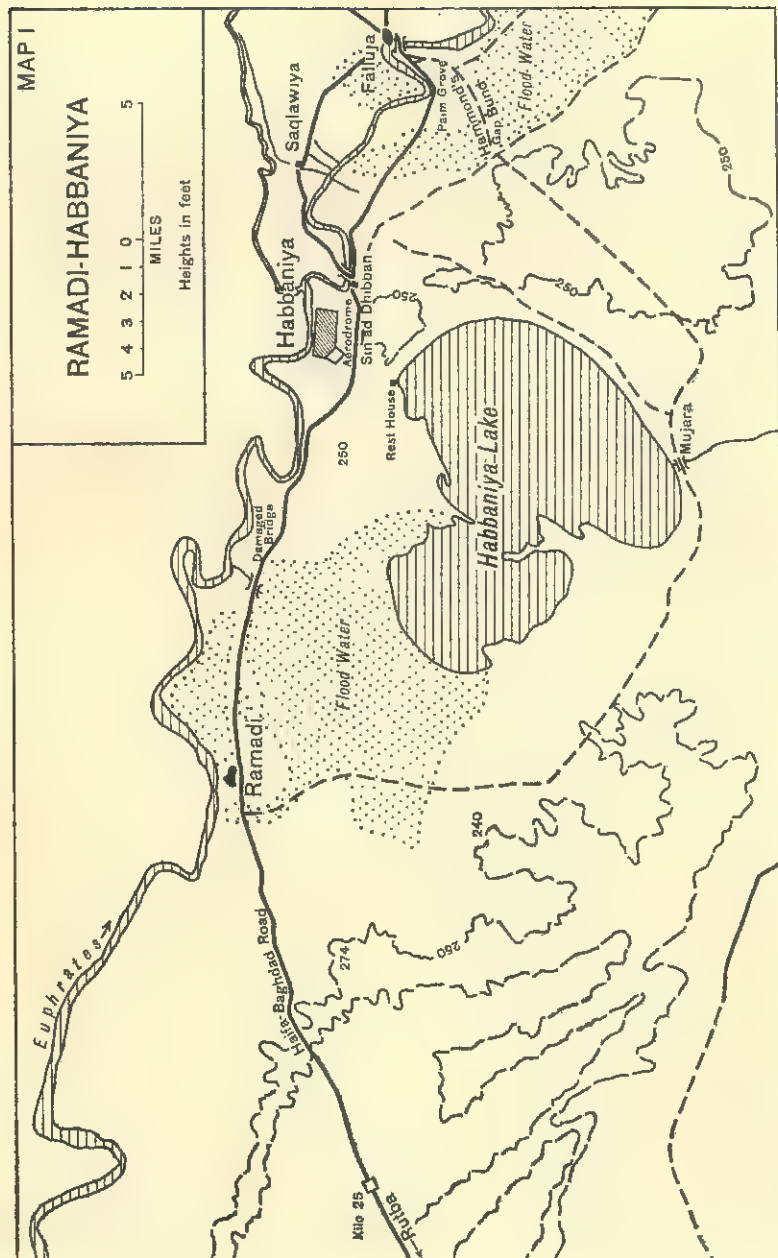 MAP I
RAMADI-HABBANIYA
5 4 3 2 1 0 5
MILES
Heights in feet
Euphrates
Saqlawiya
Falluja
Habbaniya
Palm Grove
Hammond's
Gap Bund
Flood Water
Aerodrome
Sin ad Dhibban
250
Damaged
Bridge
250
Rest House
Ramadi
Flood Water
Habbaniya Lake
250
250
Mujara
Haifa-Baghdad Road
274
250
240
Kilo 25
Rutba